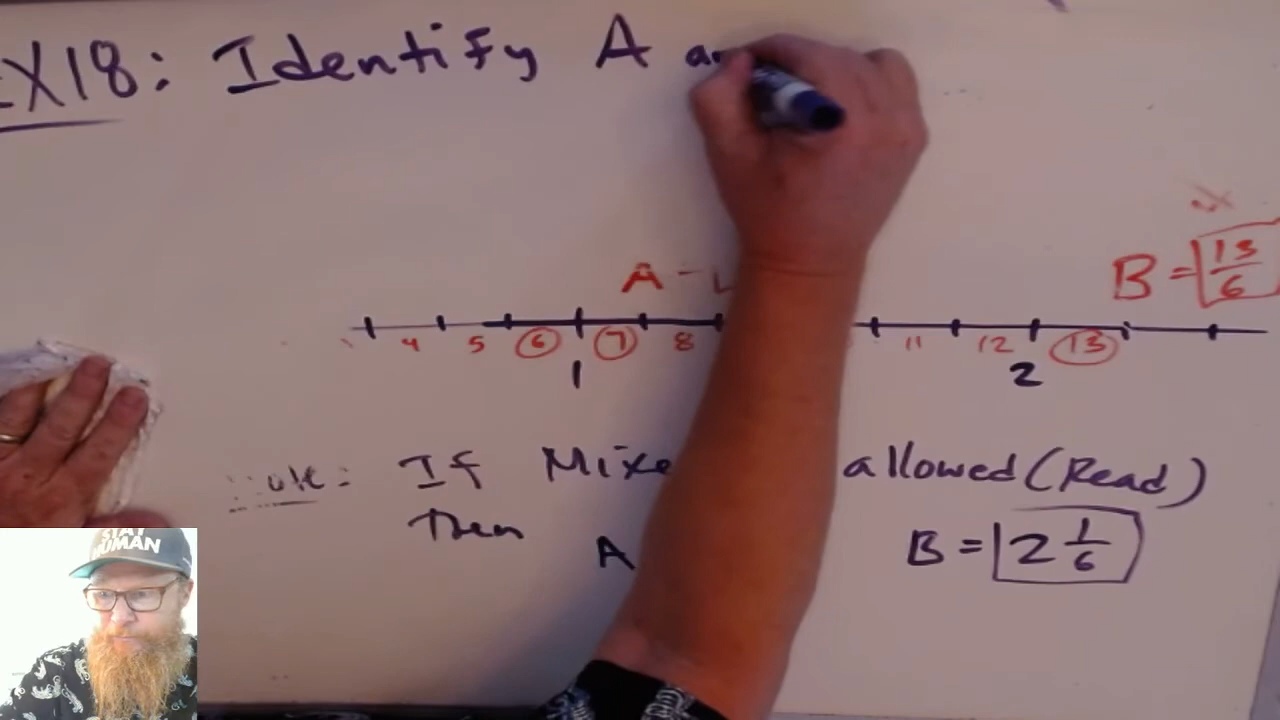 EX18: Identify A
A
B = 13/6
4 5 6 7 8 11 12 13
1 2
If allowed (Read)
Then
A B = 2 1/6
STAY
HUMAN